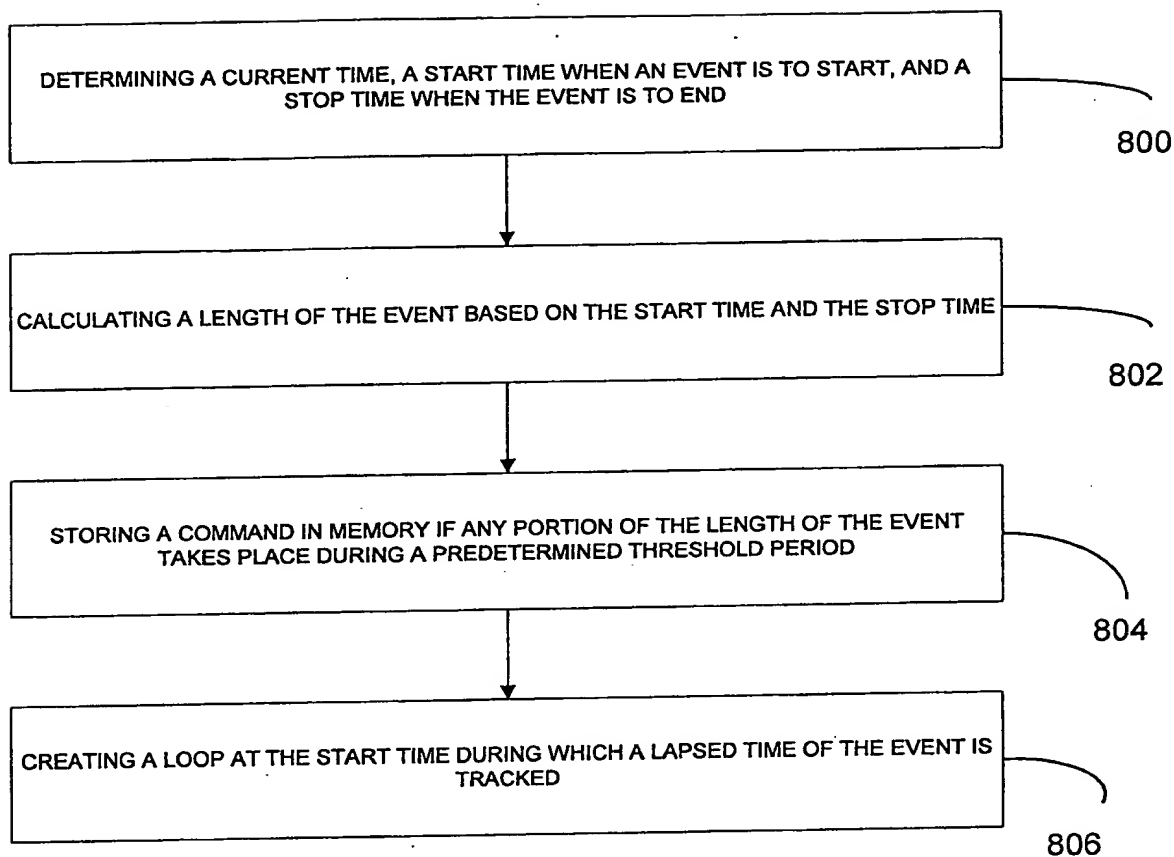 DETERMINING A CURRENT TIME, A START TIME WHEN AN EVENT IS TO START, AND A
STOP TIME WHEN THE EVENT IS TO END
800
CALCULATING A LENGTH OF THE EVENT BASED ON THE START TIME AND THE STOP TIME
802
STORING A COMMAND IN MEMORY IF ANY PORTION OF THE LENGTH OF THE EVENT
TAKES PLACE DURING A PREDETERMINED THRESHOLD PERIOD
804
CREATING A LOOP AT THE START TIME DURING WHICH A LAPSED TIME OF THE EVENT IS
TRACKED
806